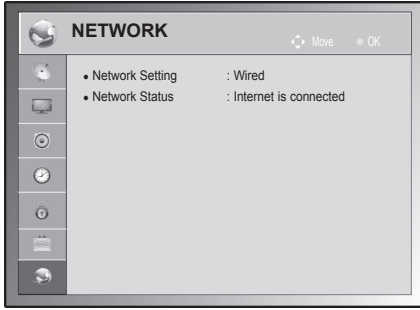 NETWORK
Move OK
• Network Setting : Wired
• Network Status : Internet is connected